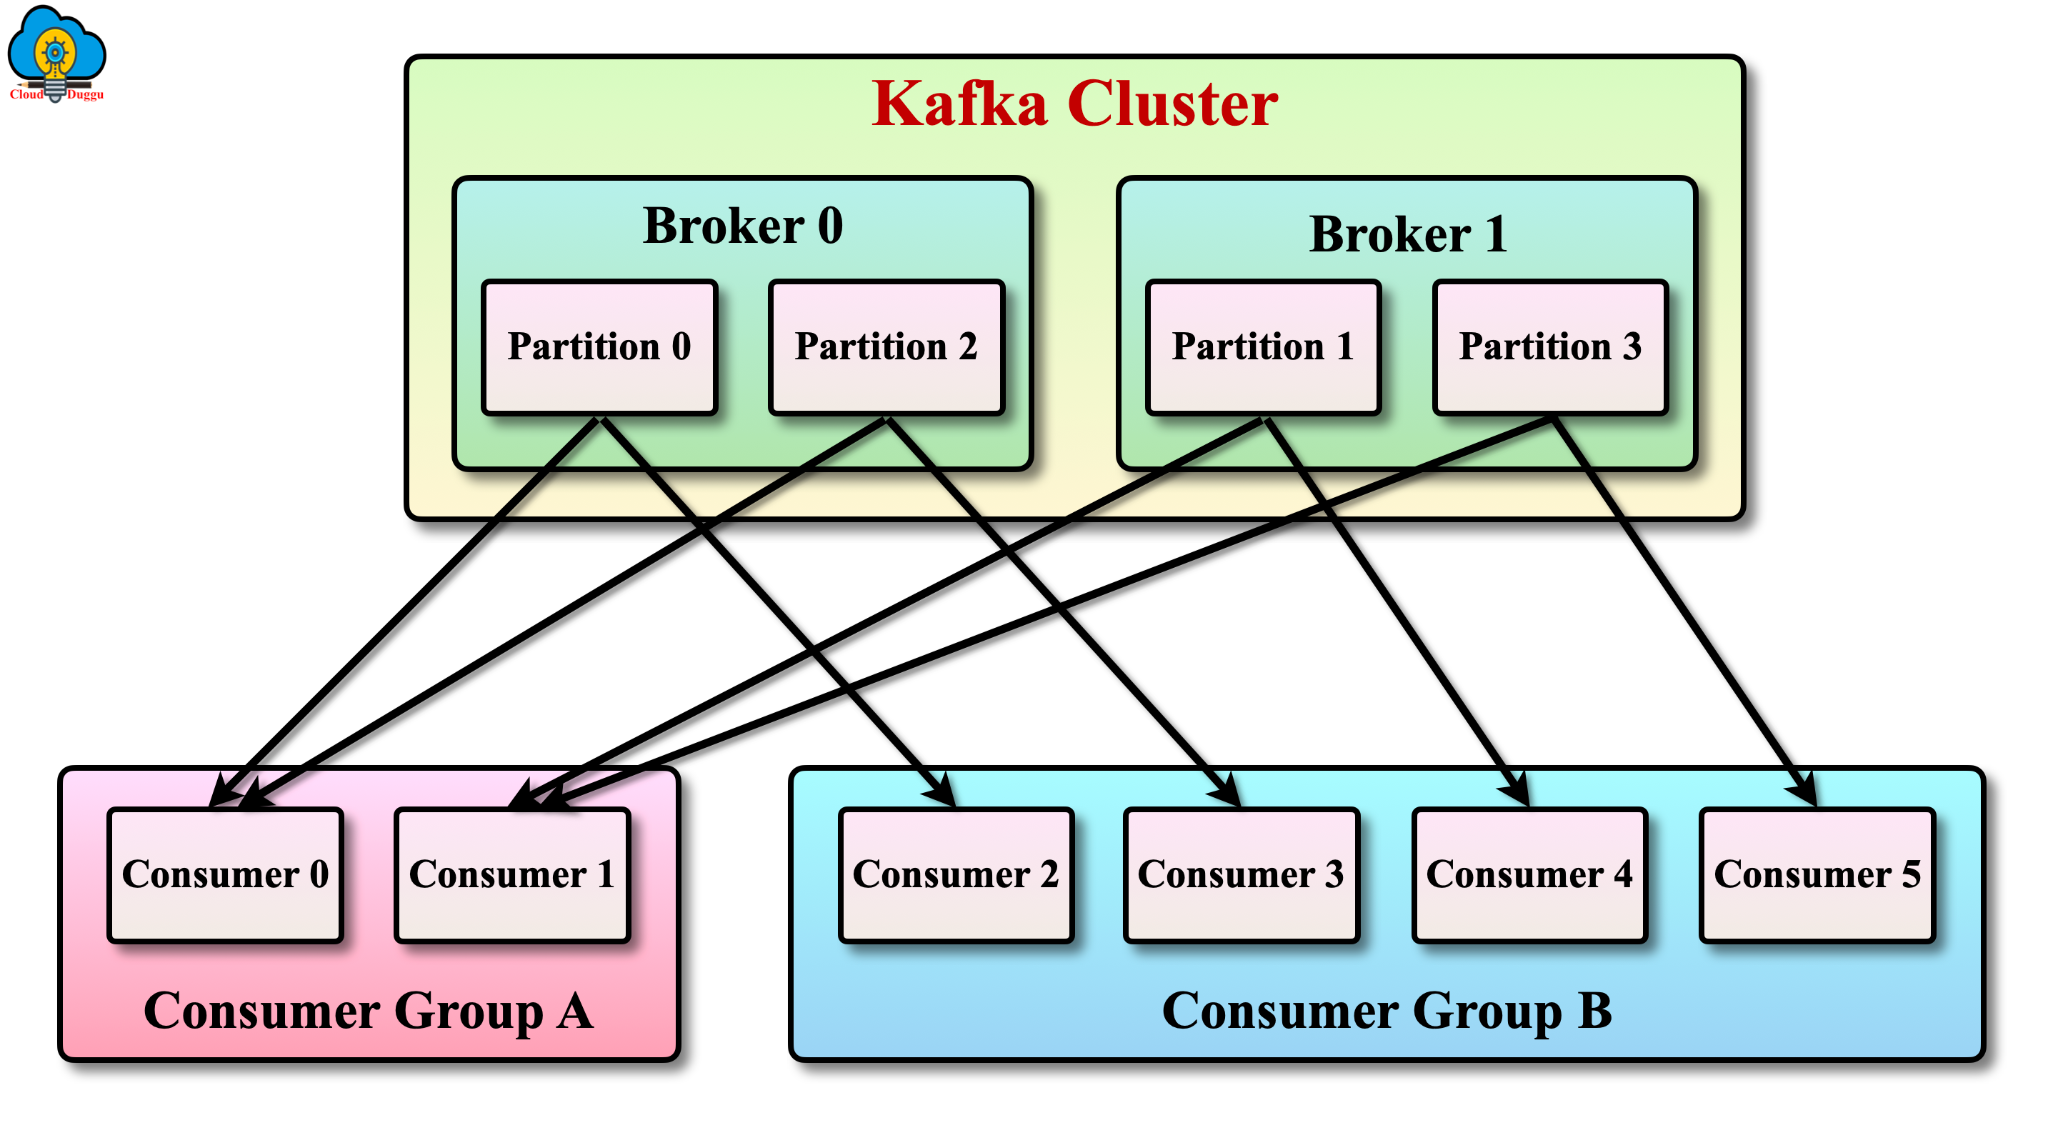 Cloud Duggu
Kafka Cluster
Broker 0
Broker 1
Partition 0
Partition 2
Partition 1
Partition 3
Consumer 0
Consumer 1
Consumer 2
Consumer 3
Consumer 4
Consumer 5
Consumer Group A
Consumer Group B